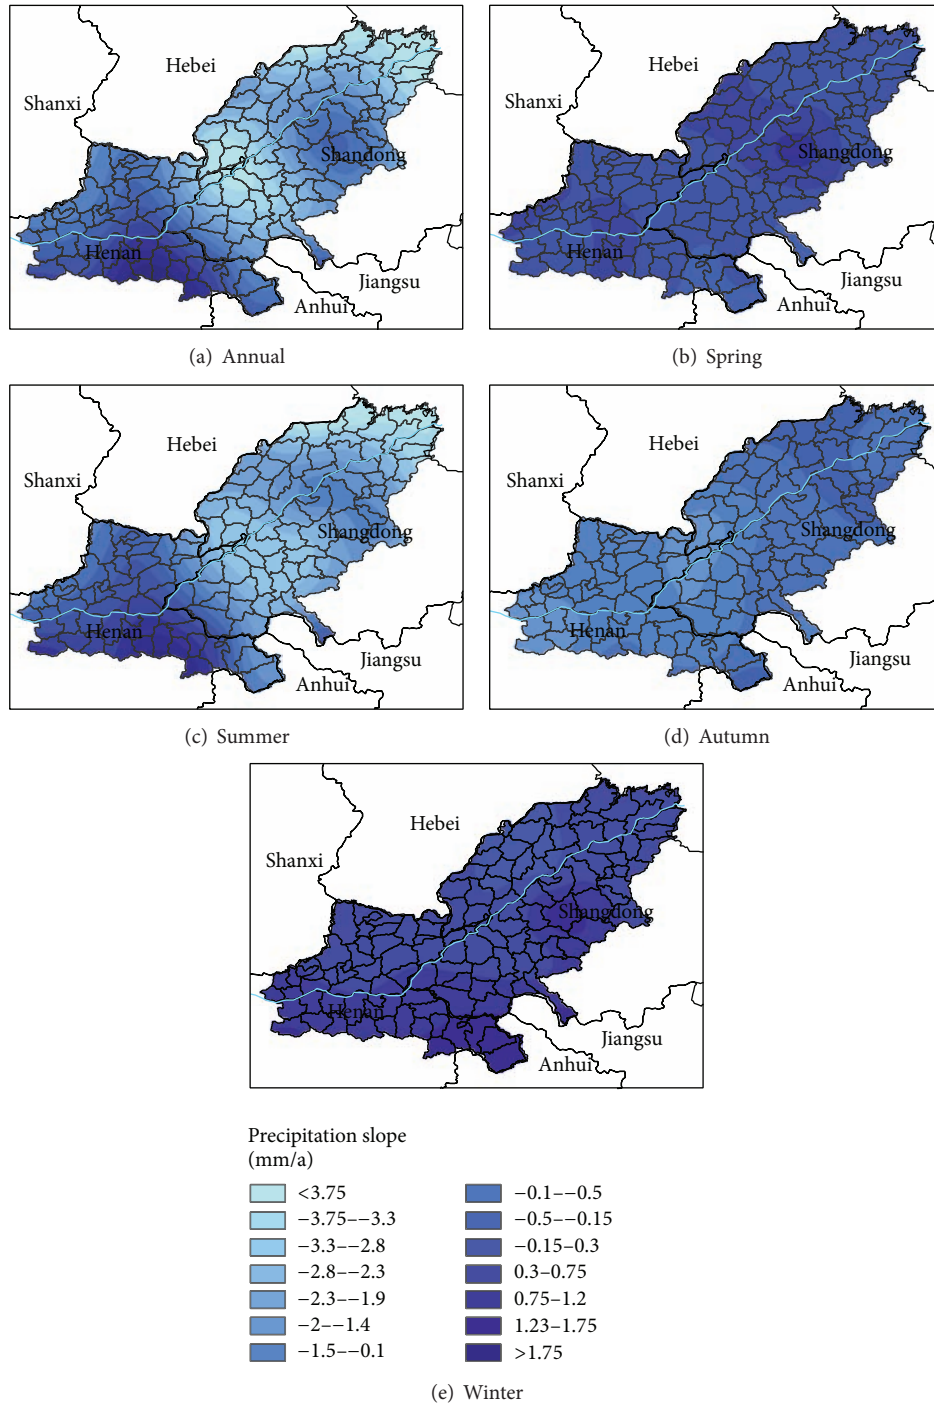 Hebei
Shanxi
Shandong
Henan
Jiangsu
Anhui
(a) Annual
Hebei
Shanxi
Shangdong
Henan
Jiangsu
Anhui
(b) Spring
Hebei
Shanxi
Shangdong
Henan
Jiangsu
Anhui
(c) Summer
Hebei
Shanxi
Shangdong
Henan
Jiangsu
Anhui
(d) Autumn
Hebei
Shanxi
Shangdong
Henan
Jiangsu
Anhui
Precipitation slope
(mm/a)
<3.75
−3.75–−3.3
−3.3–−2.8
−2.8–−2.3
−2.3–−1.9
−2–−1.4
−1.5–−0.1
−0.1–−0.5
−0.5–−0.15
−0.15–0.3
0.3–0.75
0.75–1.2
1.23–1.75
>1.75
(e) Winter